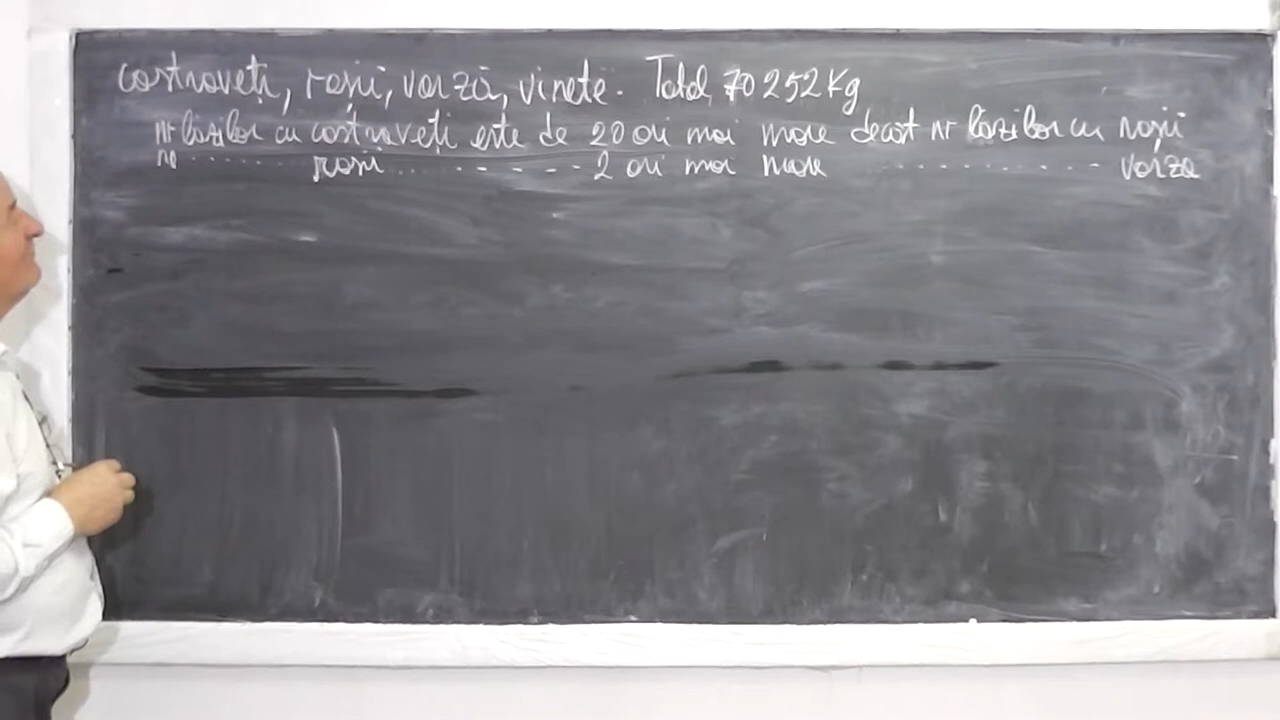 castraveți, roșii, varză, vinete. Total 70252 Kg
nr lăzilor cu castraveți este de 20 ori mai mare decât nr lăzilor cu roșii
nr ....... roșii ........ 2 ori mai mare ............ varză